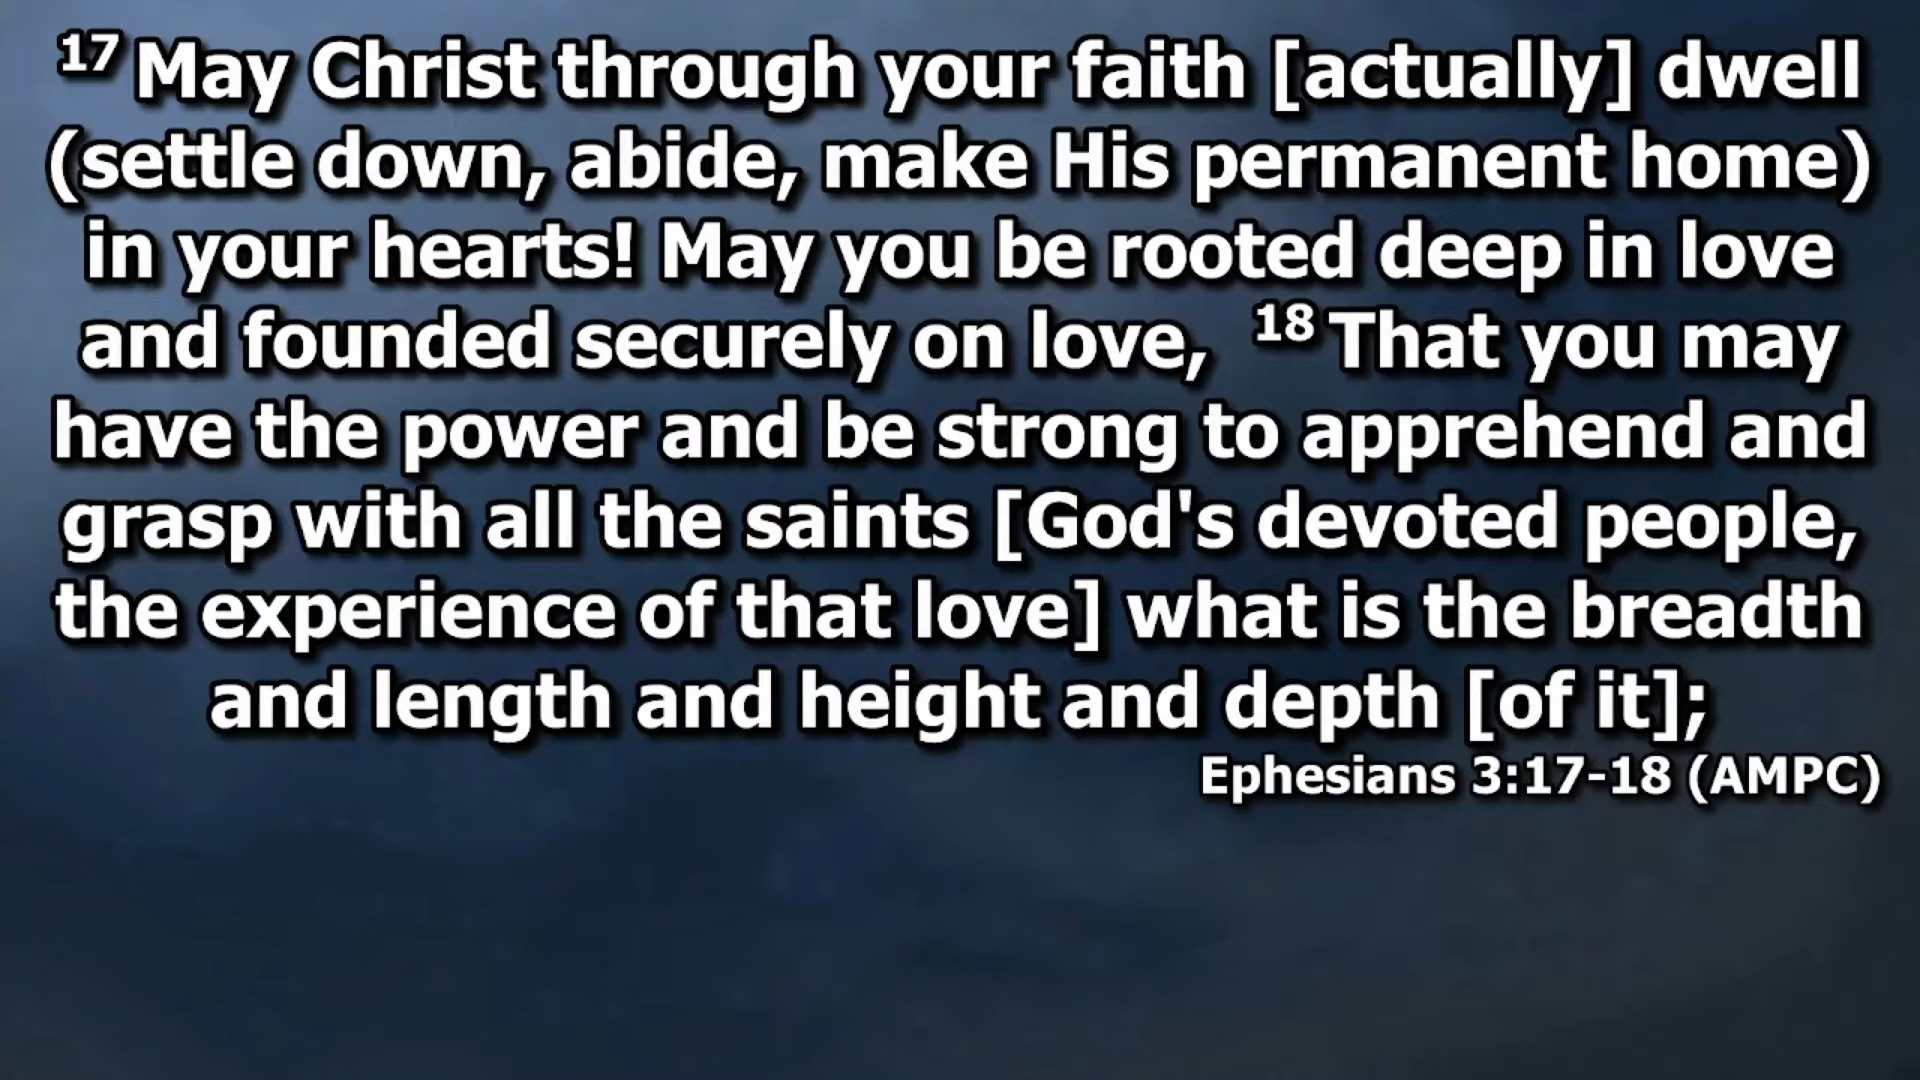 17 May Christ through your faith [actually] dwell
(settle down, abide, make His permanent home)
in your hearts! May you be rooted deep in love
and founded securely on love, 18 That you may
have the power and be strong to apprehend and
grasp with all the saints [God's devoted people,
the experience of that love] what is the breadth
and length and height and depth [of it];
Ephesians 3:17-18 (AMPC)